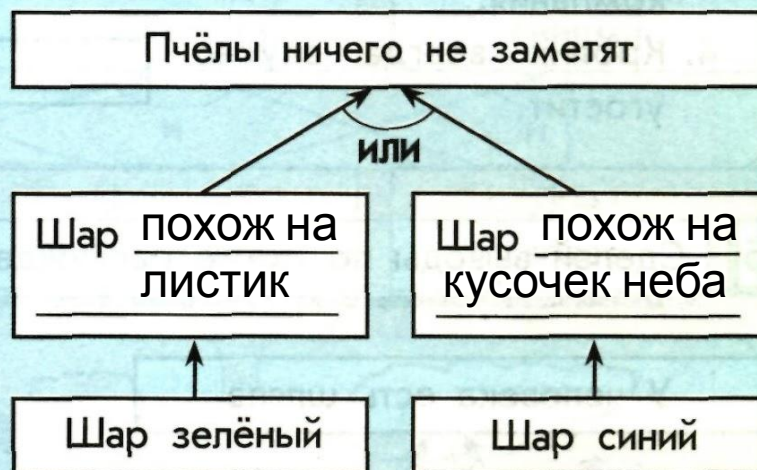 Пчёлы ничего не заметят
или
Шар похож на
листик
Шар похож на
кусочек неба
Шар зелёный
Шар синий